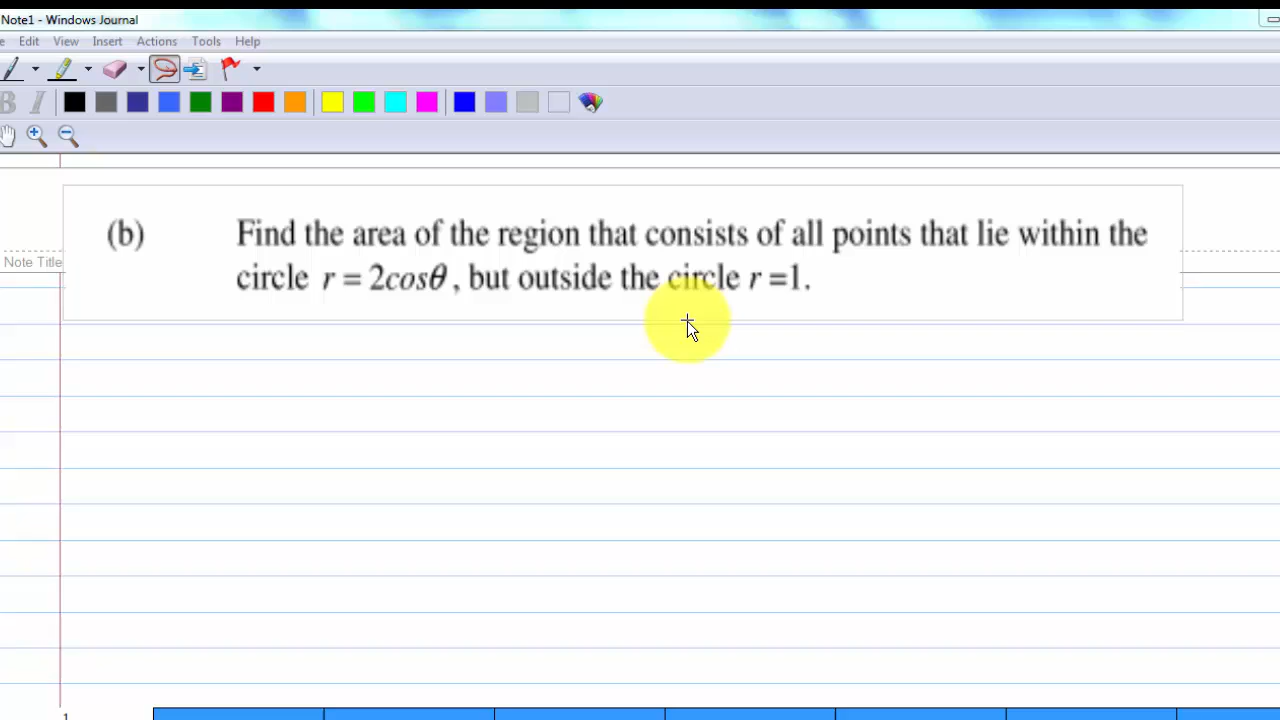 Note1 - Windows Journal
Edit View Insert Actions Tools Help
B I
(b) Find the area of the region that consists of all points that lie within the
Note Title
circle r = 2cosθ, but outside the circle r =1.
1